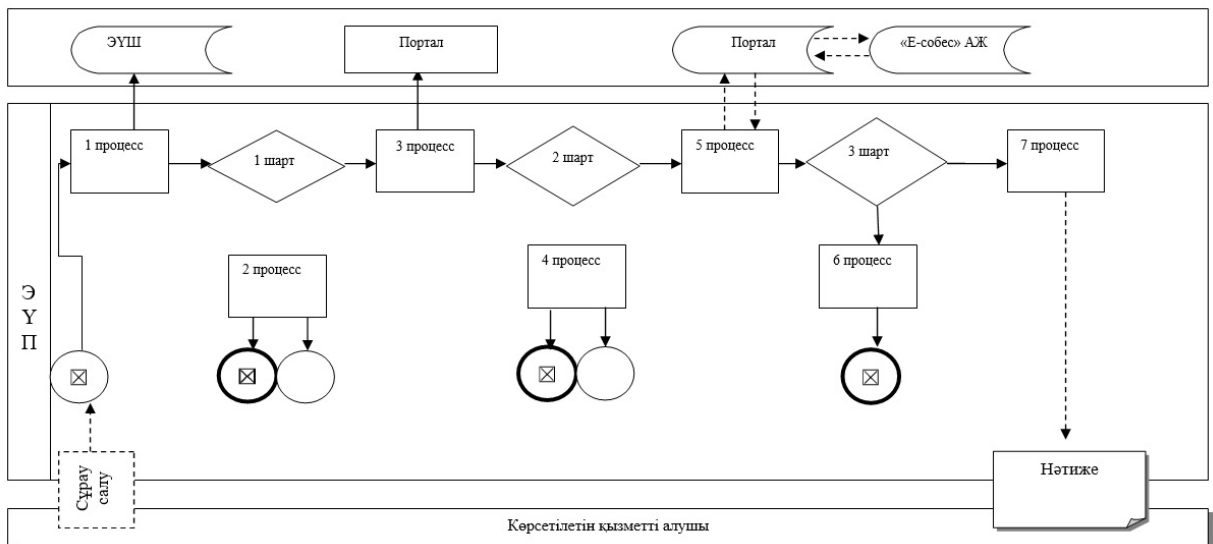 ЭҮШ
Портал
Портал
«Е-собес» АЖ
1 процесс
1 шарт
3 процесс
2 шарт
5 процесс
3 шарт
7 процесс
2 процесс
4 процесс
6 процесс
Э
Ү
П
Сұрау
салу
Нәтиже
Көрсетілетін қызметті алушы